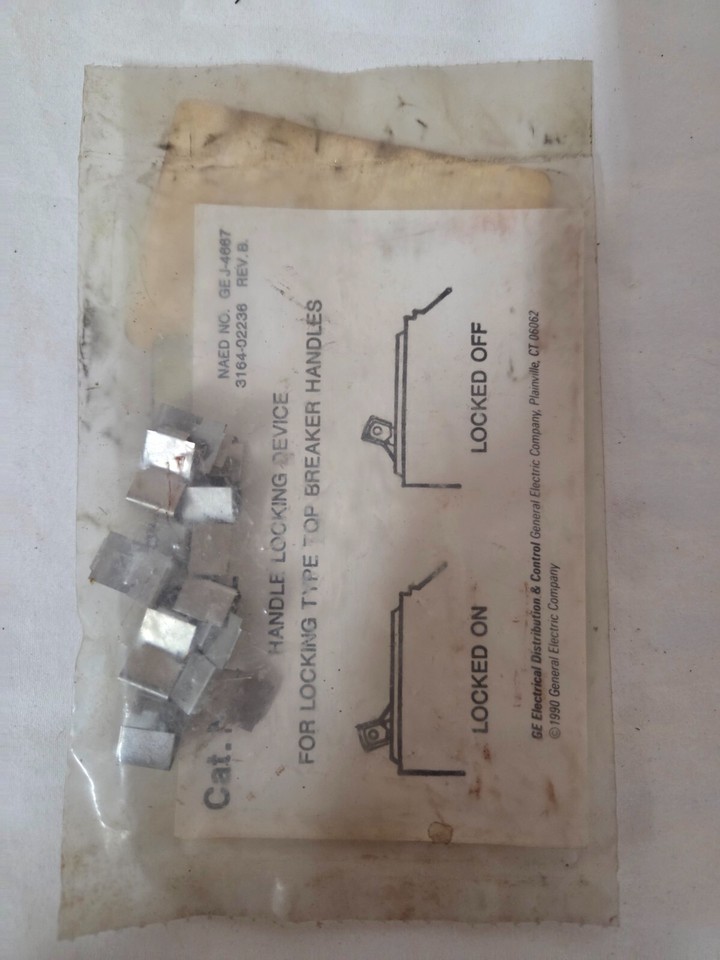 NAED NO. GEJ-4667
3164-02236 REV. B.
Cat.
HANDLE LOCKING DEVICE
FOR LOCKING TYPE TQP BREAKER HANDLES
LOCKED ON
LOCKED OFF
GE Electrical Distribution & Control General Electric Company, Plainville, CT 06062
©1990 General Electric Company